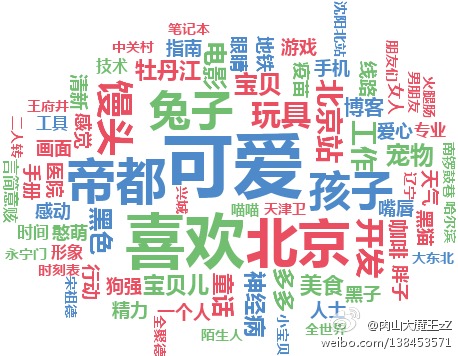 沈阳北站
笔记本
中关村
指南
电影
眼睛
地铁
游戏
朋友们
女人
男朋友
火腿肠
技术
牡丹江
宝贝
疫苗
手机
线路
清新
馒头
兔子
玩具
北京站
博客
王府井
感觉
工作
爱心
专业
二人转
工具
画面
可爱
宠物
南锣鼓巷
哈尔滨
言简意赅
手册
医院
帝都
孩子
辽宁
天气
黑猫
兴城
喵喵
天津卫
嘴唇
感动
黑色
喜欢
北京
开发
咖啡
胖子
大东北
时间
憨萌
永宁门
形象
时刻表
宋祖德
行动
狗强
宝贝儿
童话
神经病
多多
美食
黑子
精力
一个人
小宝贝
人士
全聚德
陌生人
全世界
@内山大魔王zZ
weibo.com/138453571